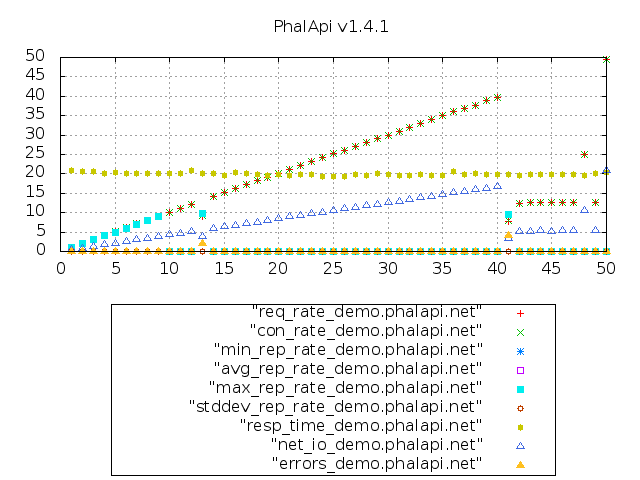 PhalApi v1.4.1
50
45
40
35
30
25
20
15
10
5
0
0 5 10 15 20 25 30 35 40 45 50
"req_rate_demo.phalapi.net"
"con_rate_demo.phalapi.net"
"min_rep_rate_demo.phalapi.net"
"avg_rep_rate_demo.phalapi.net"
"max_rep_rate_demo.phalapi.net"
"stddev_rep_rate_demo.phalapi.net"
"resp_time_demo.phalapi.net"
"net_io_demo.phalapi.net"
"errors_demo.phalapi.net"